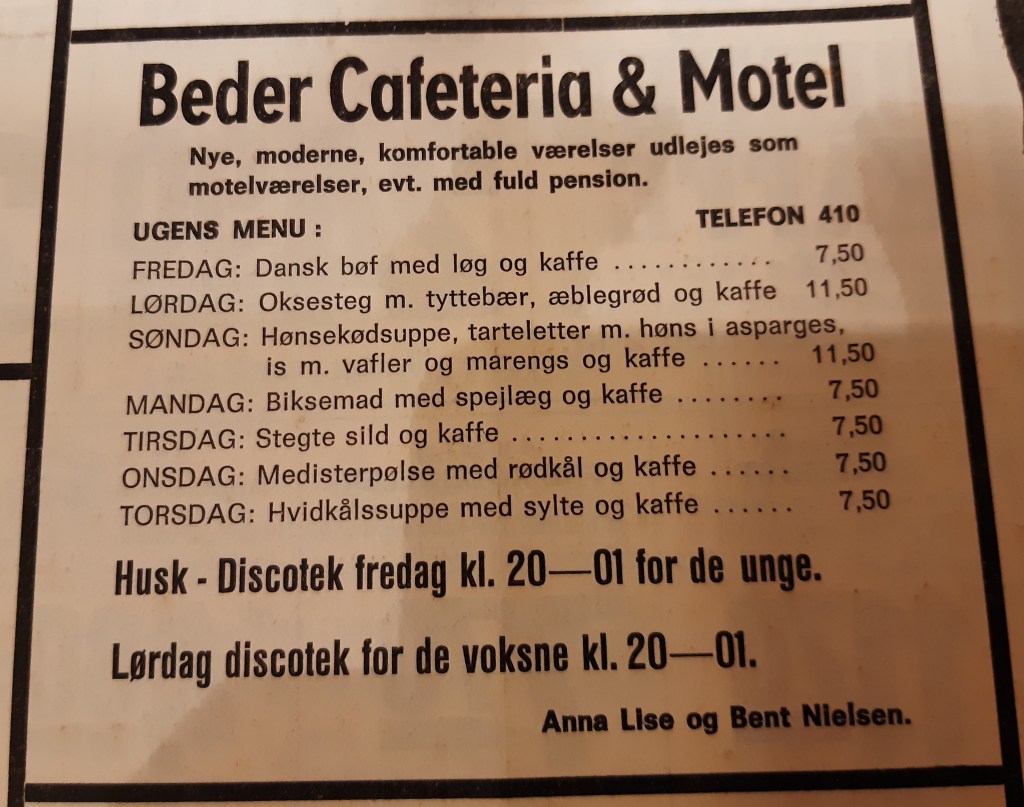 Beder Cafeteria & Motel
Nye, moderne, komfortable værelser udlejes som
motelværelser, evt. med fuld pension.
UGENS MENU : TELEFON 410
FREDAG: Dansk bøf med løg og kaffe . . . . . . . . . . . . 7,50
LØRDAG: Oksesteg m. tyttebær, æblegrød og kaffe 11,50
SØNDAG: Hønsekødsuppe, tarteletter m. høns i asparges,
is m. vafler og marengs og kaffe . . . . . . 11,50
MANDAG: Biksemad med spejlæg og kaffe . . . . . . . . 7,50
TIRSDAG: Stegte sild og kaffe . . . . . . . . . . . . . . . . . . . . . 7,50
ONSDAG: Medisterpølse med rødkål og kaffe . . . . . . 7,50
TORSDAG: Hvidkålssuppe med sylte og kaffe . . . . . . 7,50
Husk - Discotek fredag kl. 20—01 for de unge.
Lørdag discotek for de voksne kl. 20—01.
Anna Lise og Bent Nielsen.